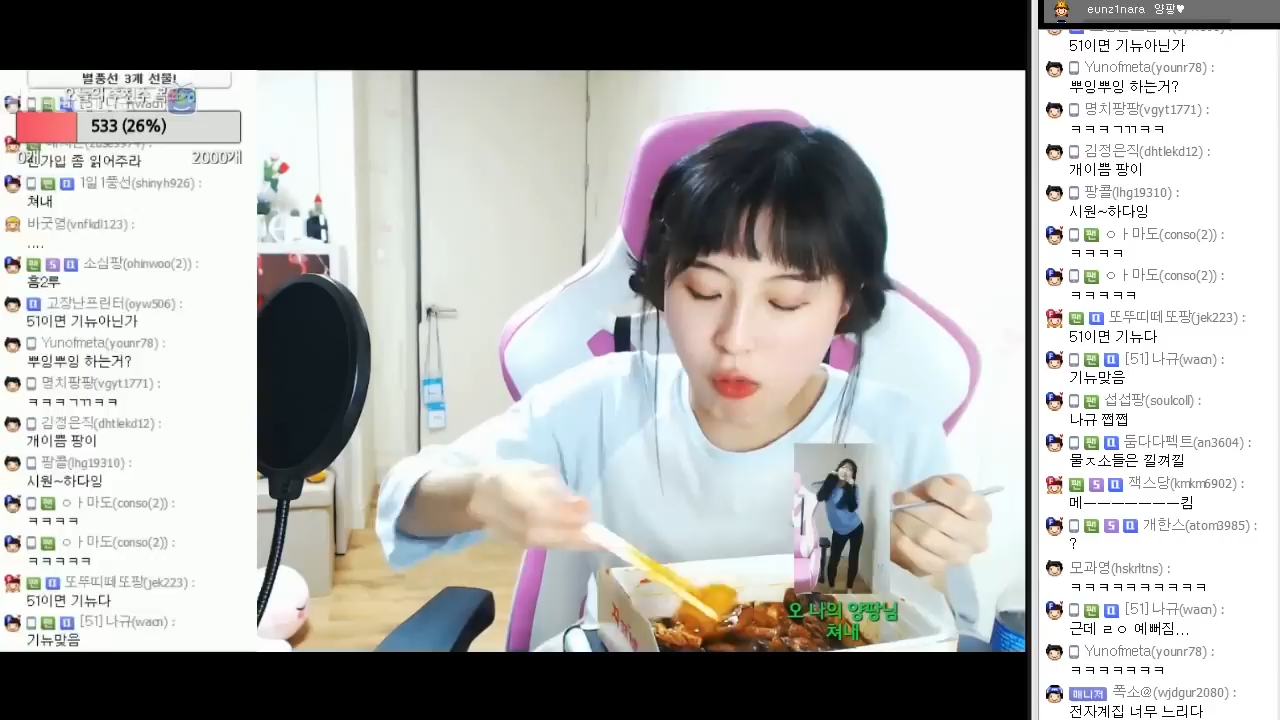 별풍선 3개 선물!
533 (26%)
0개
2000개
신가입 좀 읽어주라
1일1풍선(shinyh926) :
쳐내
바굿영(vnfkdl123) :
....
소심팡(ohinwoo(2)) :
흠2루
고장난프린터(oyw506) :
51이면 기뉴아닌가
Yunofmeta(younr78) :
뿌잉뿌잉 하는거?
명치팡팡(vgyt1771) :
ㅋㅋㅋㄱㄲㅋㅋ
김정은직(dhtlekd12) :
개이쁨 팡이
팡콜(lhg19310) :
시원~하다잉
ㅇㅏ마도(conso(2)) :
ㅋㅋㅋㅋ
ㅇㅏ마도(conso(2)) :
ㅋㅋㅋㅋㅋ
또뚜띠떼또팡(jek223) :
51이면 기뉴다
[51]나규(wacn) :
기뉴맞음
오 나의 양팡님
쳐내
eunz1nara 양팡♥
51이면 기뉴아닌가
Yunofmeta(younr78) :
뿌잉뿌잉 하는거?
명치팡팡(vgyt1771) :
ㅋㅋㅋㄱㄲㅋㅋ
김정은직(dhtlekd12) :
개이쁨 팡이
팡콜(lhg19310) :
시원~하다잉
ㅇㅏ마도(conso(2)) :
ㅋㅋㅋㅋ
ㅇㅏ마도(conso(2)) :
ㅋㅋㅋㅋㅋ
또뚜띠떼또팡(jek223) :
51이면 기뉴다
[51]나규(wacn) :
기뉴맞음
섭섭팡(soulcoll) :
나규 쩝쩝
둠다다펙트(an3604) :
물ㅈ소들은 낄껴낄
잭스당(kmkm6902) :
메ㅡㅡㅡㅡㅡㅡㅡ킴
개한스(atom3985) :
?
모과영(hskrltns) :
ㅋㅋㅋㅋㅋㅋㅋㅋㅋㅋ
[51]나규(wacn) :
근데 ㄹㅇ 예뻐짐...
Yunofmeta(younr78) :
ㅋㅋㅋㅋㅋㅋㅋ
매니저 폭소@(wjdgur2080) :
전자계집 너무 느리다